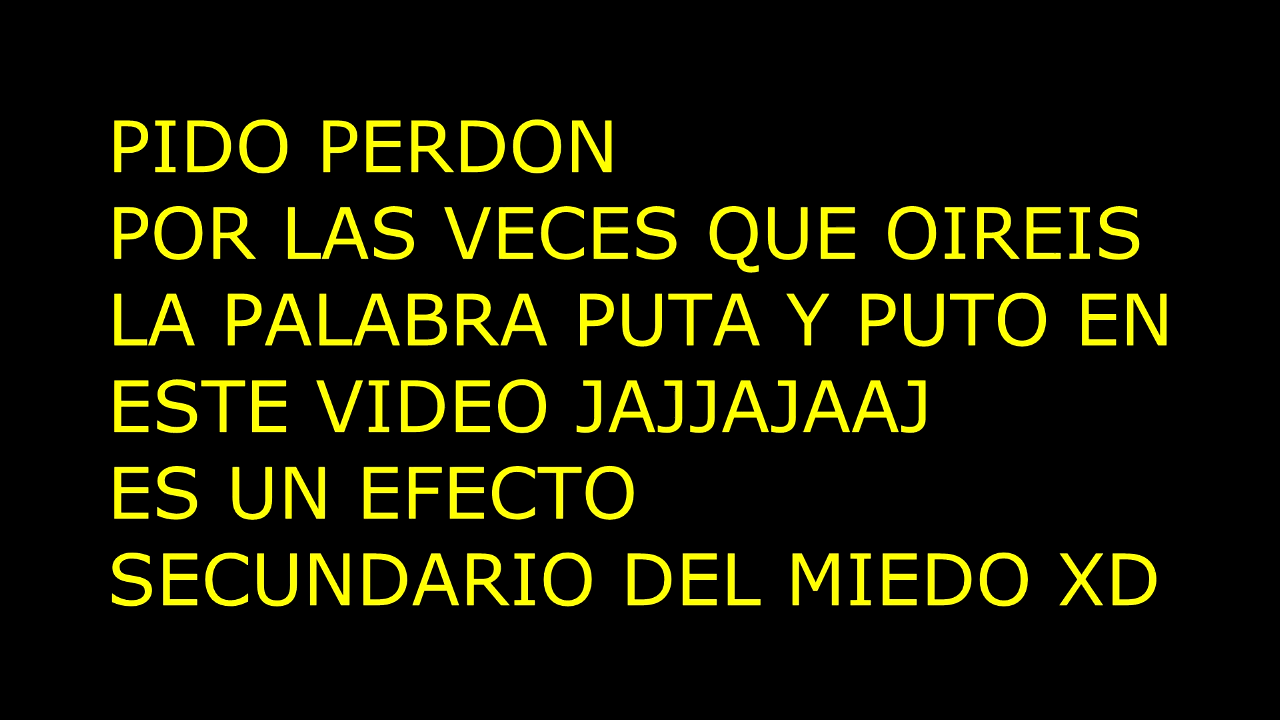 PIDO PERDON
POR LAS VECES QUE OIREIS
LA PALABRA PUTA Y PUTO EN
ESTE VIDEO JAJJAJAAJ
ES UN EFECTO
SECUNDARIO DEL MIEDO XD